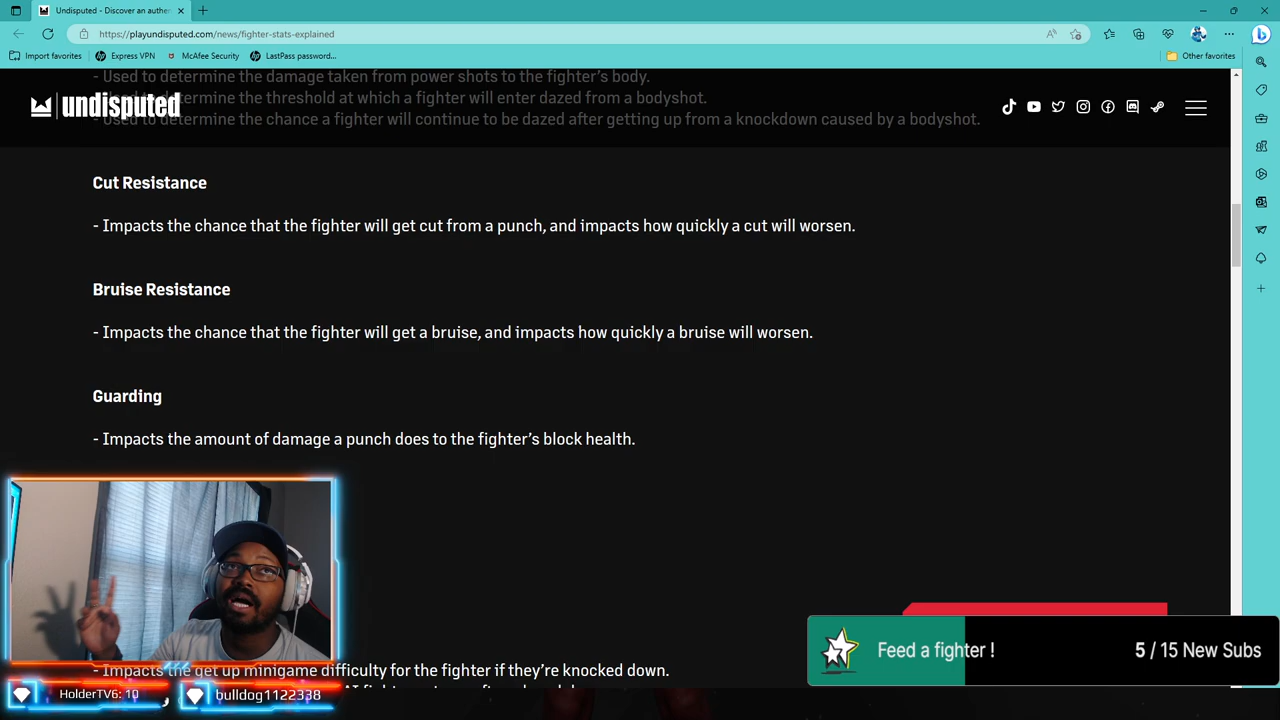 Undisputed - Discover an authen
https://playundisputed.com/news/fighter-stats-explained
Import favorites
Express VPN
McAfee Security
LastPass password...
Other favorites
- Used to determine the damage taken from power shots to the fighter's body.
undisputed
- Used to determine the threshold at which a fighter will enter dazed from a bodyshot.
- Used to determine the chance a fighter will continue to be dazed after getting up from a knockdown caused by a bodyshot.
Cut Resistance
- Impacts the chance that the fighter will get cut from a punch, and impacts how quickly a cut will worsen.
Bruise Resistance
- Impacts the chance that the fighter will get a bruise, and impacts how quickly a bruise will worsen.
Guarding
- Impacts the amount of damage a punch does to the fighter's block health.
Feed a fighter !
5 / 15 New Subs
- Impacts the get up minigame difficulty for the fighter if they're knocked down.
HolderTV6: 10
bulldog1122338